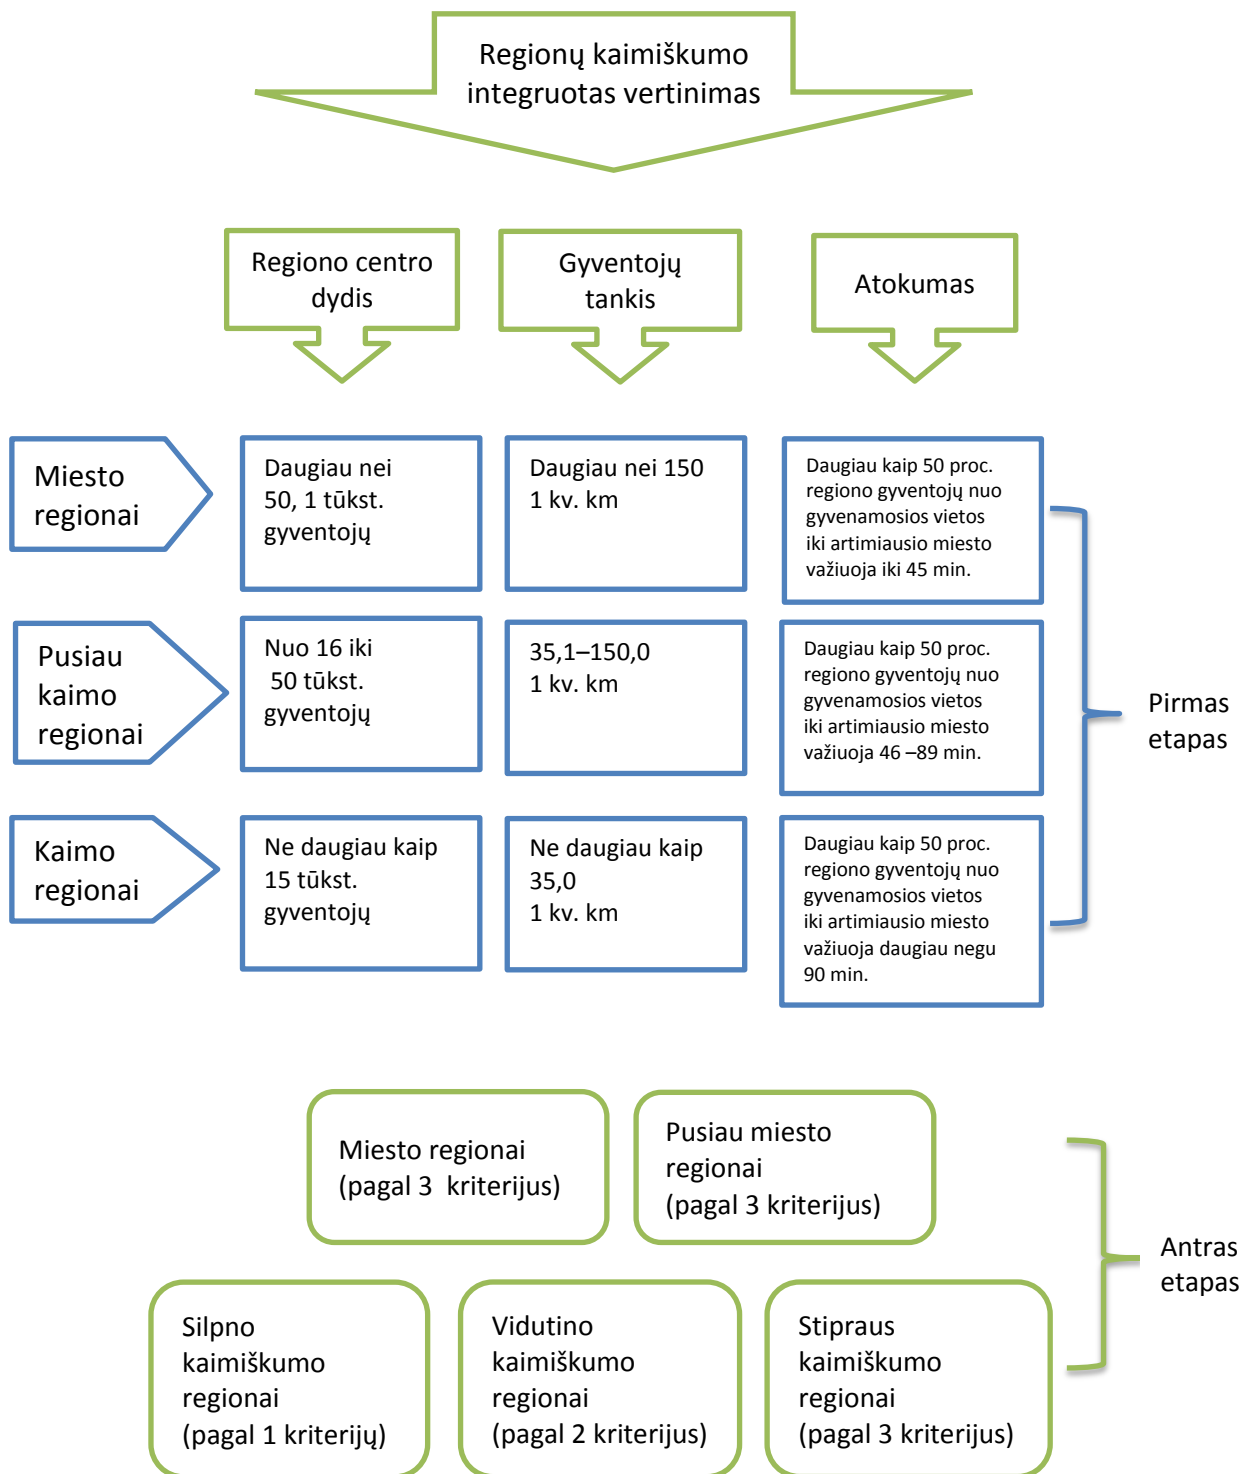 Regionų kaimiškumo
integruotas vertinimas
Regiono centro
dydis
Gyventojų
tankis
Atokumas
Miesto
regionai
Daugiau nei
50, 1 tūkst.
gyventojų
Daugiau nei 150
1 kv. km
Daugiau kaip 50 proc.
regiono gyventojų nuo
gyvenamosios vietos
iki artimiausio miesto
važiuoja iki 45 min.
Pusiau
kaimo
regionai
Nuo 16 iki
50 tūkst.
gyventojų
35,1–150,0
1 kv. km
Daugiau kaip 50 proc.
regiono gyventojų nuo
gyvenamosios vietos
iki artimiausio miesto
važiuoja 46 –89 min.
Kaimo
regionai
Ne daugiau kaip
15 tūkst.
gyventojų
Ne daugiau kaip
35,0
1 kv. km
Daugiau kaip 50 proc.
regiono gyventojų nuo
gyvenamosios vietos
iki artimiausio miesto
važiuoja daugiau negu
90 min.
Pirmas
etapas
Miesto regionai
(pagal 3  kriterijus)
Pusiau miesto
regionai
(pagal 3 kriterijus)
Silpno
kaimiškumo
regionai
(pagal 1 kriterijų)
Vidutino
kaimiškumo
regionai
(pagal 2 kriterijus)
Stipraus
kaimiškumo
regionai
(pagal 3 kriterijus)
Antras
etapas